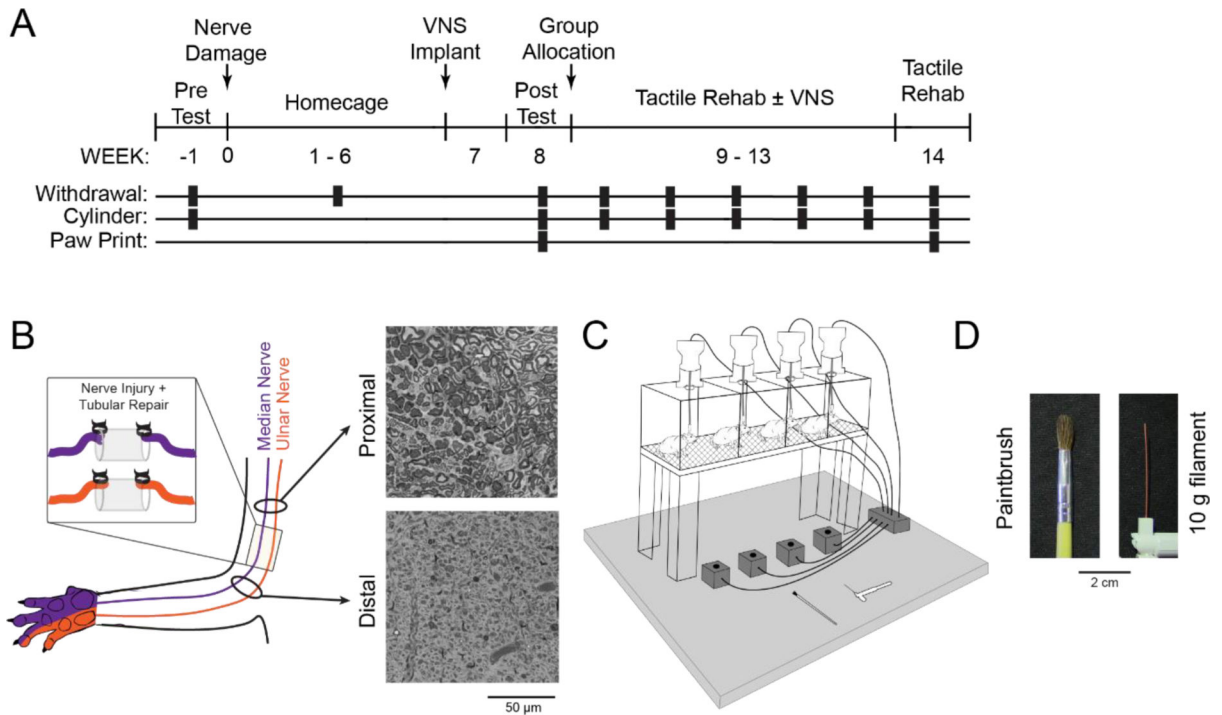 A
Nerve
Damage
VNS
Implant
Group
Allocation
Pre
Test
Homecage
Post
Test
Tactile Rehab ± VNS
Tactile
Rehab
WEEK: -1 0 1 - 6 7 8 9 - 13 14
Withdrawal:
Cylinder:
Paw Print:
B
Nerve Injury +
Tubular Repair
Median Nerve
Ulnar Nerve
Proximal
Distal
50 µm
C
D
Paintbrush
10 g filament
2 cm